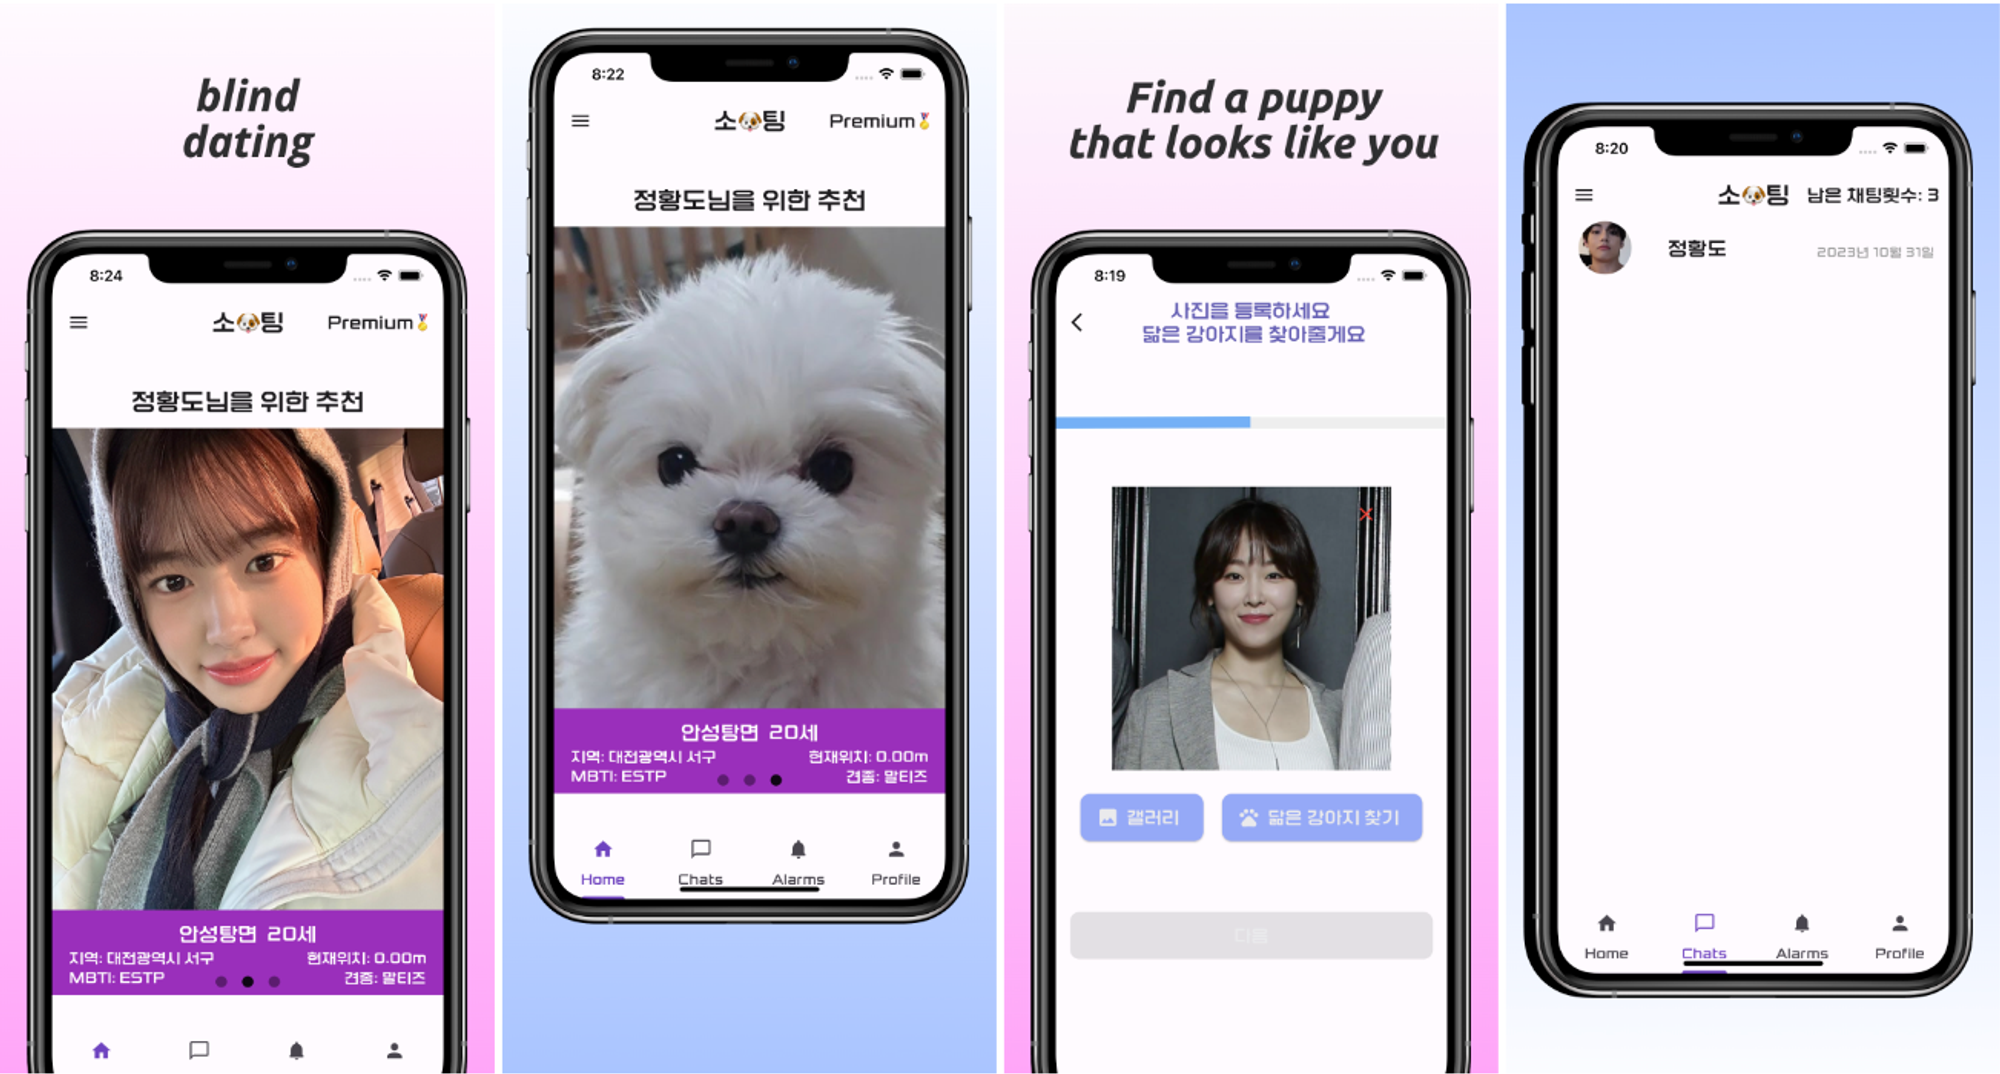 blind
dating
8:24
소🐶팅
Premium🏅
정황도님을 위한 추천
안성탕면 20세
지역: 대전광역시 서구
현재위치: 0.00m
MBTI: ESTP
견종: 말티즈
8:22
소🐶팅
Premium🏅
정황도님을 위한 추천
안성탕면 20세
지역: 대전광역시 서구
현재위치: 0.00m
MBTI: ESTP
견종: 말티즈
Home
Chats
Alarms
Profile
Find a puppy
that looks like you
8:19
사진을 등록하세요
닮은 강아지를 찾아줄게요
갤러리
닮은 강아지 찾기
다음
8:20
소🐶팅
남은 채팅횟수: 3
정황도
2023년 10월 31일
Home
Chats
Alarms
Profile